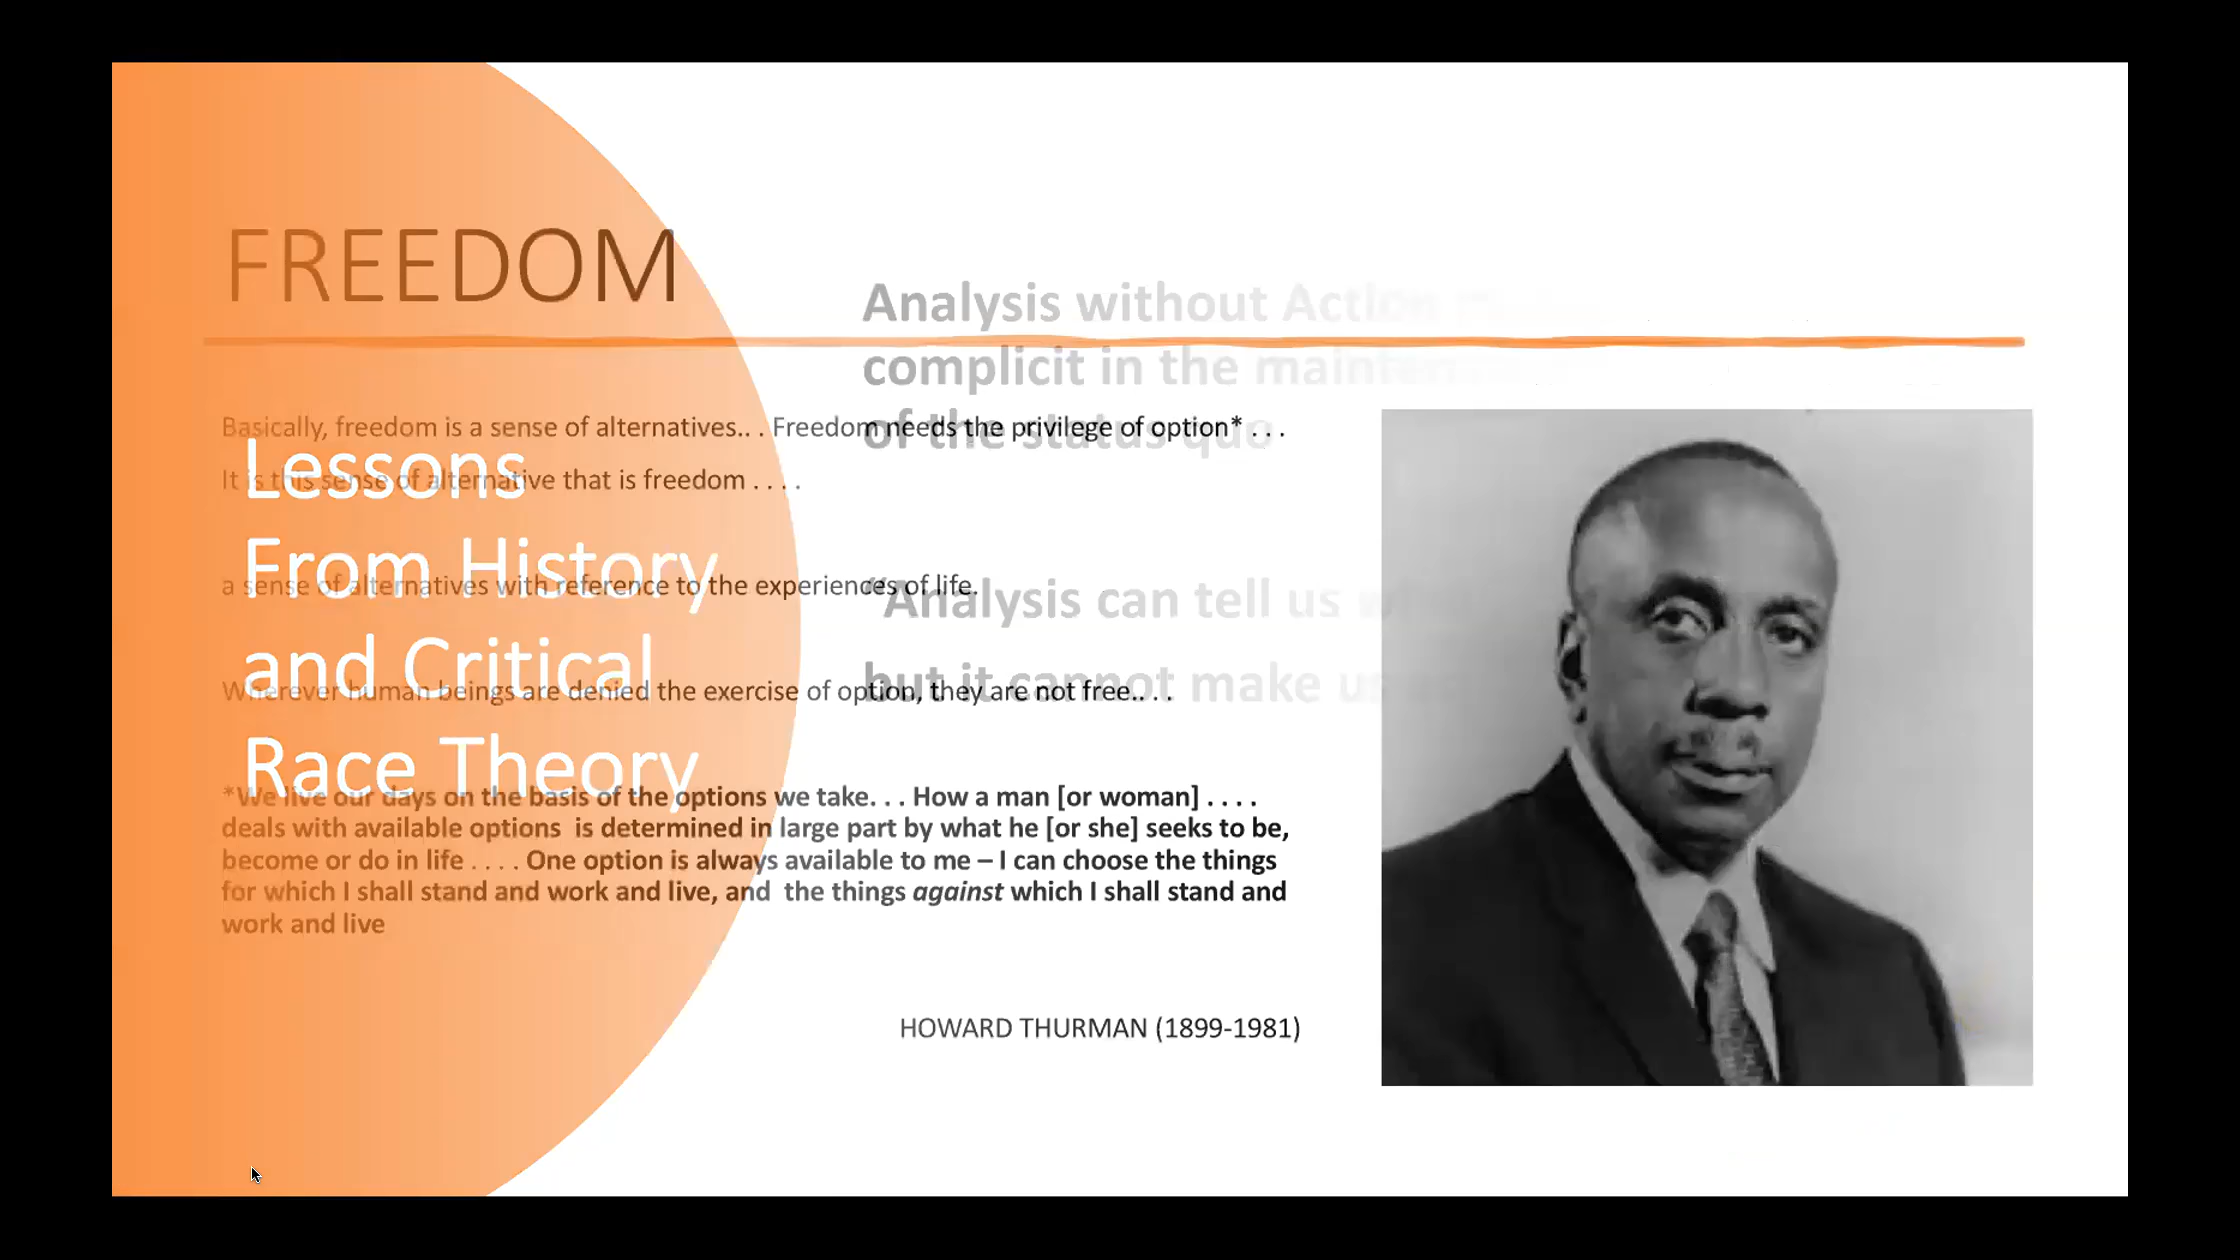 FREEDOM
Basically, freedom is a sense of alternatives.. . Freedom needs the privilege of option* . . .
It is this sense of alternative that is freedom . . . .
a sense of alternatives with reference to the experiences of life.
Wherever human beings are denied the exercise of option, they are not free.. . .
*We live our days on the basis of the options we take. . . How a man [or woman] . . . .
deals with available options is determined in large part by what he [or she] seeks to be,
become or do in life . . . . One option is always available to me – I can choose the things
for which I shall stand and work and live, and the things against which I shall stand and
work and live
HOWARD THURMAN (1899-1981)
Lessons
From History
and Critical
Race Theory
Analysis without Action
complicit in the
of the status quo
"Analysis can tell us
but it cannot make us